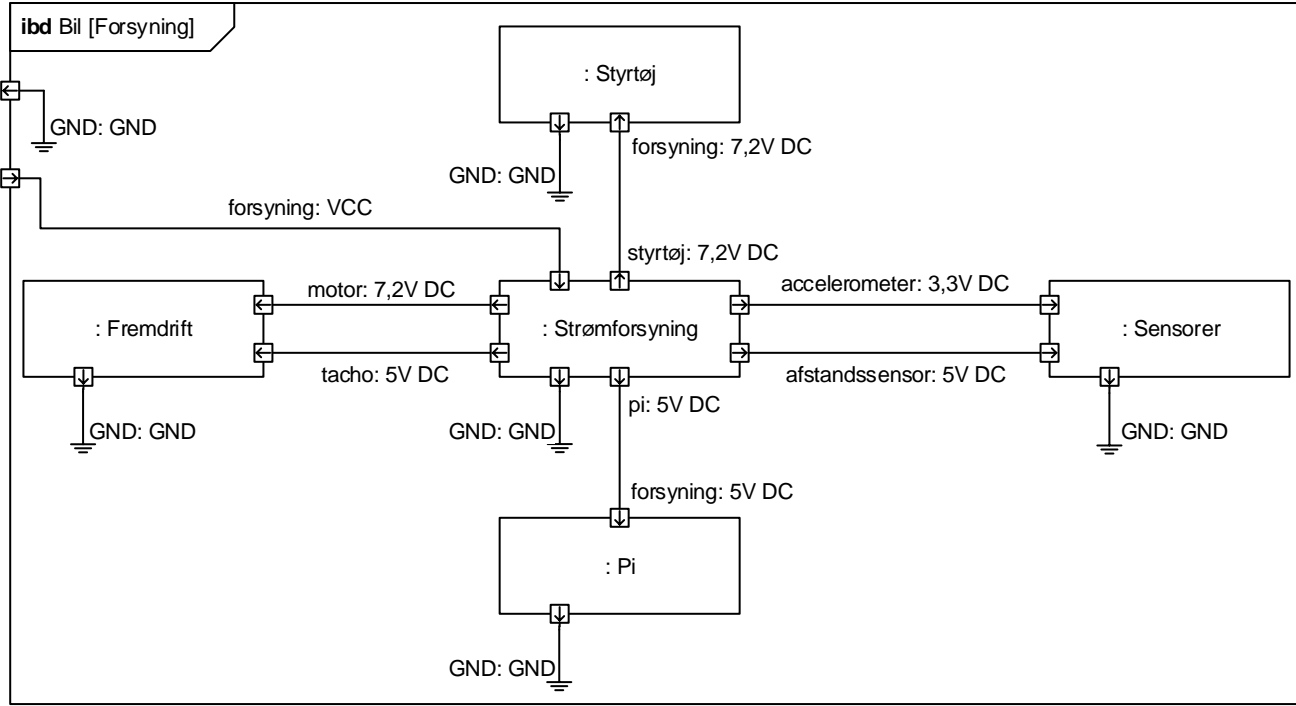 ibd Bil [Forsyning]
: Styrtøj
GND: GND
forsyning: 7,2V DC
GND: GND
forsyning: VCC
styrtøj: 7,2V DC
motor: 7,2V DC
accelerometer: 3,3V DC
: Fremdrift
: Strømforsyning
: Sensorer
tacho: 5V DC
afstandssensor: 5V DC
pi: 5V DC
GND: GND
GND: GND
GND: GND
forsyning: 5V DC
: Pi
GND: GND